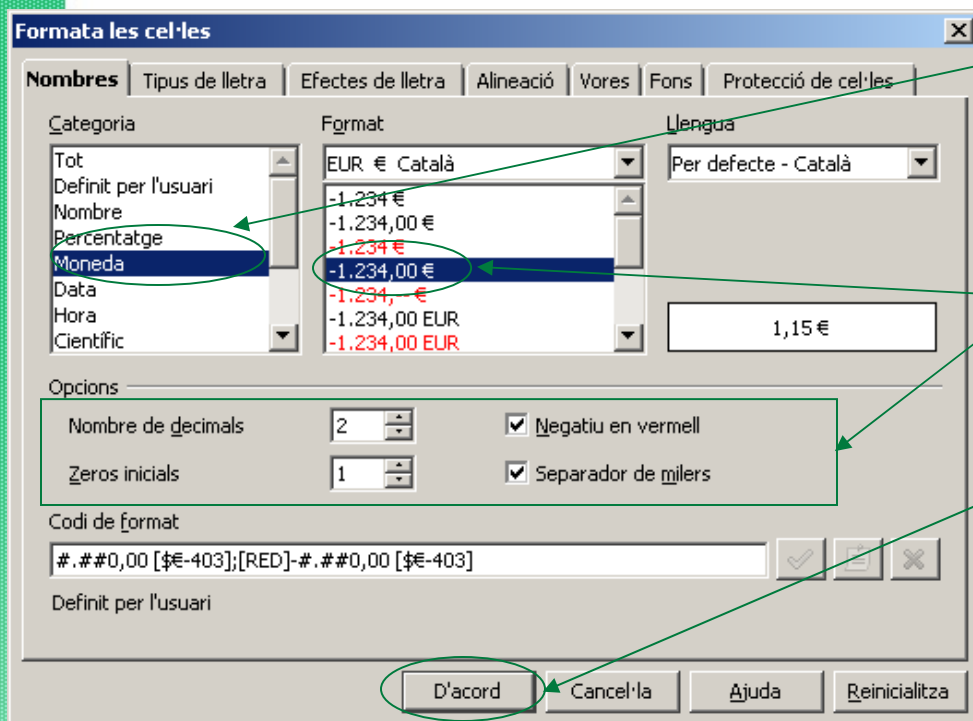 Formata les cel·les
Nombres Tipus de lletra Efectes de lletra Alineació Vores Fons Protecció de cel·les
Categoria Format Llengua
Tot
Definit per l'usuari
Nombre
Percentatge
Moneda
Data
Hora
Científic
EUR € Català
-1.234 €
-1.234,00 €
-1.234 €
-1.234,00 €
-1.234,-- €
-1.234,00 EUR
-1.234,00 EUR
Per defecte - Català
1,15 €
Opcions
Nombre de decimals 2 Negatiu en vermell
Zeros inicials 1 Separador de milers
Codi de format
#.##0,00 [$€-403];[RED]-#.##0,00 [$€-403]
Definit per l'usuari
D'acord Cancel·la Ajuda Reinicialitza